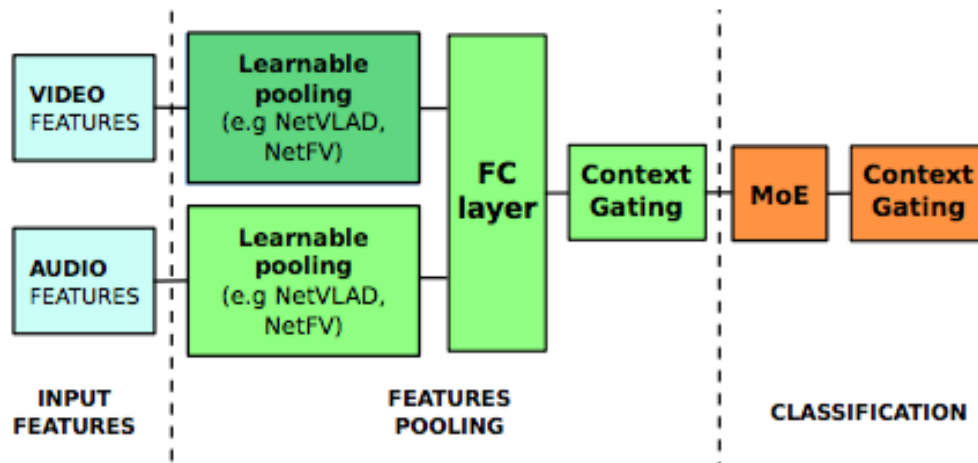 VIDEO
FEATURES
Learnable
pooling
(e.g NetVLAD,
NetFV)
AUDIO
FEATURES
Learnable
pooling
(e.g NetVLAD,
NetFV)
FC
layer
Context
Gating
MoE
Context
Gating
INPUT
FEATURES
FEATURES
POOLING
CLASSIFICATION